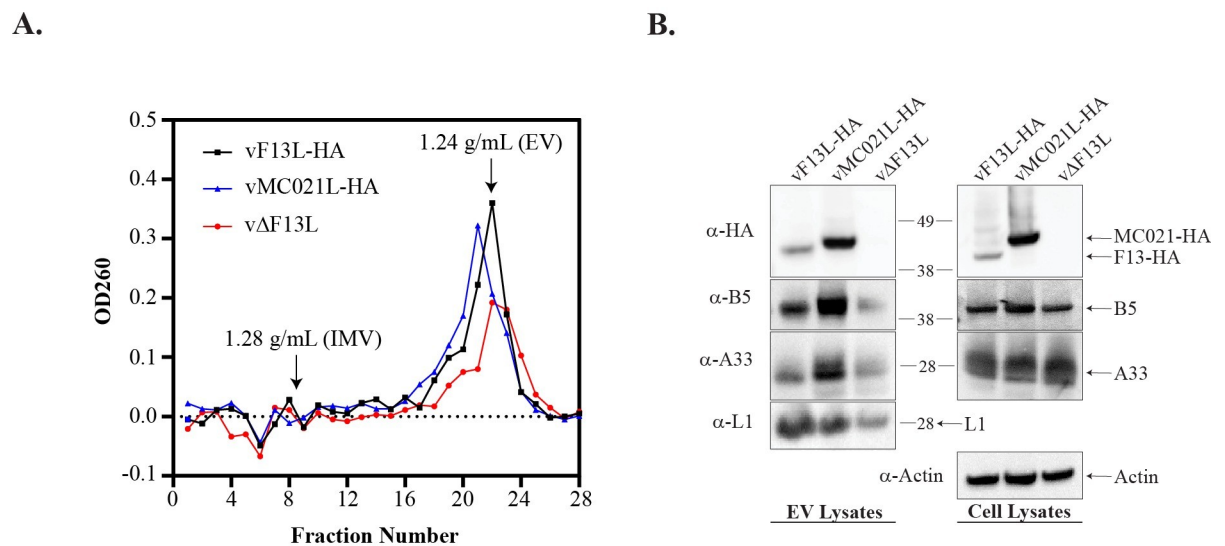 A.
B.
0.5
0.4
0.3
0.2
0.1
0.0
-0.1
OD260
vF13L-HA
vMC021L-HA
vΔF13L
1.24 g/mL (EV)
1.28 g/mL (IMV)
0 4 8 12 16 20 24 28
Fraction Number
vF13L-HA vMC021L-HA vΔF13L
vF13L-HA vMC021L-HA vΔF13L
α-HA
49
38
MC021-HA
F13-HA
α-B5
38
B5
α-A33
28
A33
α-L1
28
L1
α-Actin
Actin
EV Lysates
Cell Lysates